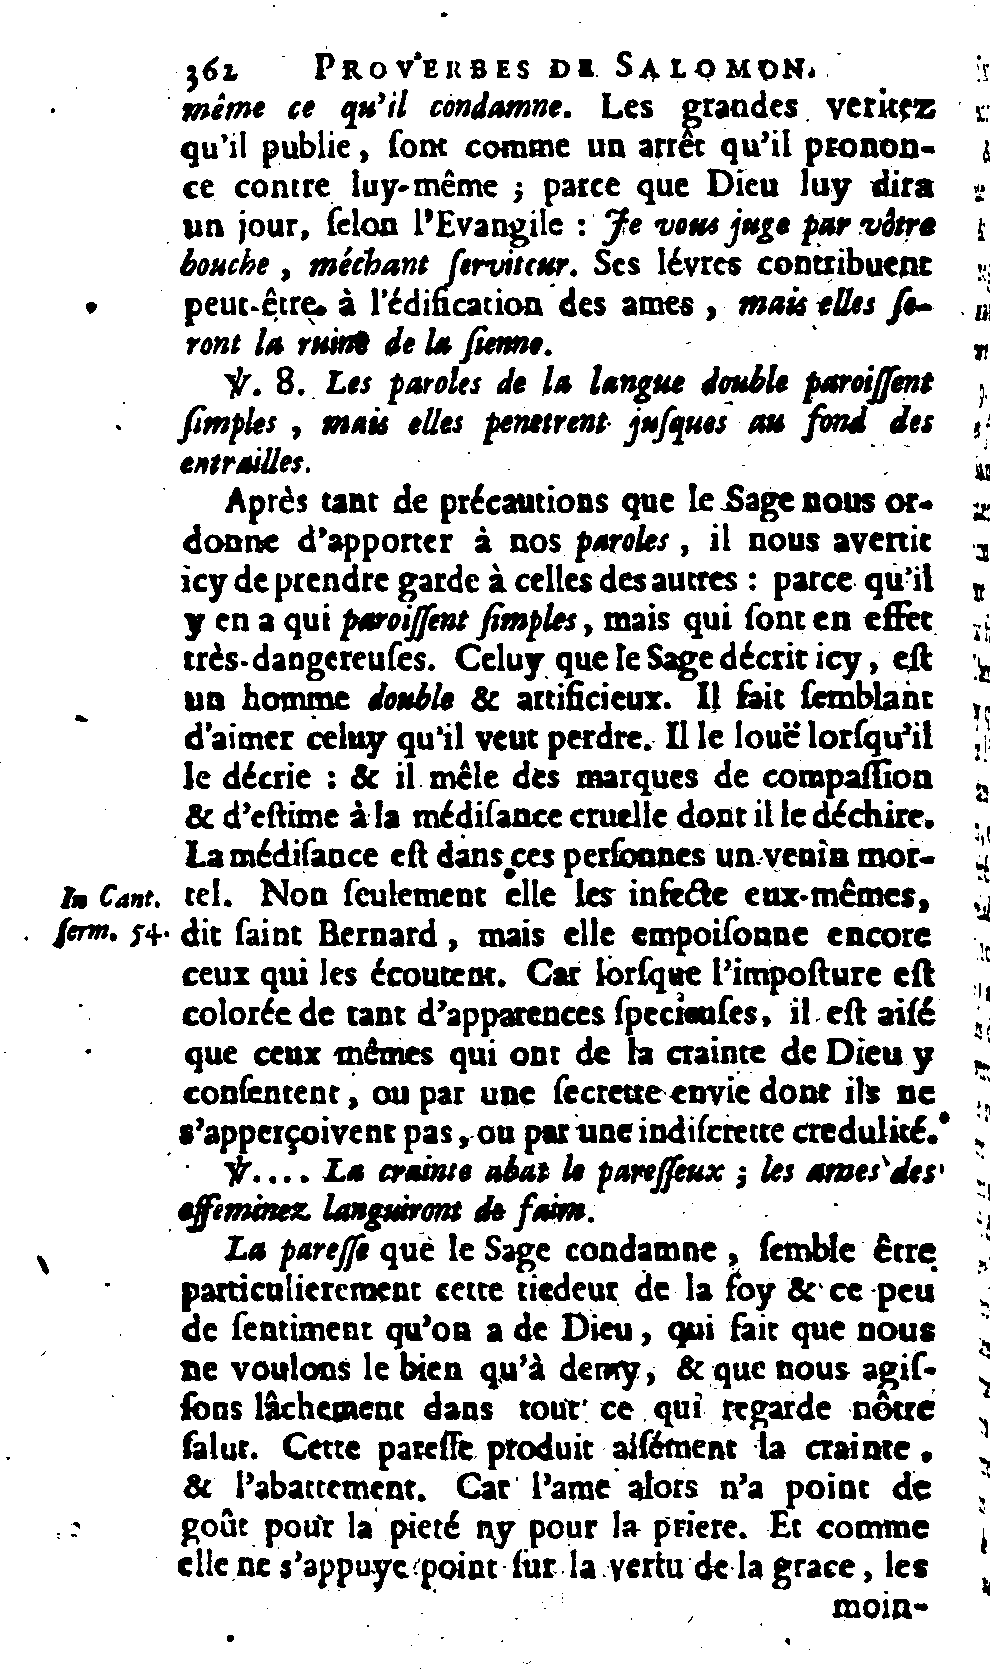 362 PROVERBES DE SALOMON.
même ce qu'il condamne. Les grandes veritez
qu'il publie, ſont comme un arrêt qu'il pronon-
ce contre luy-même ; parce que Dieu luy dira
un jour, ſelon l'Evangile : Je vous juge par vôtre
bouche, méchant ſerviteur. Ses lévres contribuent
peut-être à l'édification des ames, mais elles ſe-
ront la ruine de la ſienne.
℣. 8. Les paroles de la langue double paroiſſent
ſimples, mais elles penetrent juſques au fond des
entrailles.
Après tant de précautions que le Sage nous or-
donne d'apporter à nos paroles, il nous avertit
icy de prendre garde à celles des autres : parce qu'il
y en a qui paroiſſent ſimples, mais qui ſont en effet
très-dangereuſes. Celuy que le Sage décrit icy, eſt
un homme double & artificieux. Il fait ſemblant
d'aimer celuy qu'il veut perdre. Il le louë lorſqu'il
le décrie : & il mêle des marques de compaſſion
& d'eſtime à la médiſance cruelle dont il le déchire.
La médiſance eſt dans ces perſonnes un venin mor-
In Cant. tel. Non ſeulement elle les infecte eux-mêmes,
ſerm. 54. dit ſaint Bernard, mais elle empoiſonne encore
ceux qui les écoutent. Car lorſque l'impoſture eſt
colorée de tant d'apparences ſpecieuſes, il eſt aiſé
que ceux mêmes qui ont de la crainte de Dieu y
conſentent, ou par une ſecrette envie dont ils ne
s'apperçoivent pas, ou par une indiſcrette credulité.
℣.... La crainte abat le pareſſeux ; les ames des
effeminez languiront de faim.
La pareſſe que le Sage condamne, ſemble être
particulierement cette tiedeur de la foy & ce peu
de ſentiment qu'on a de Dieu, qui fait que nous
ne voulons le bien qu'à demy, & que nous agiſ-
ſons lâchement dans tout ce qui regarde nôtre
ſalut. Cette pareſſe produit aiſément la crainte,
& l'abattement. Car l'ame alors n'a point de
goût pour la pieté ny pour la priere. Et comme
elle ne s'appuye point ſur la vertu de la grace, les
moin-